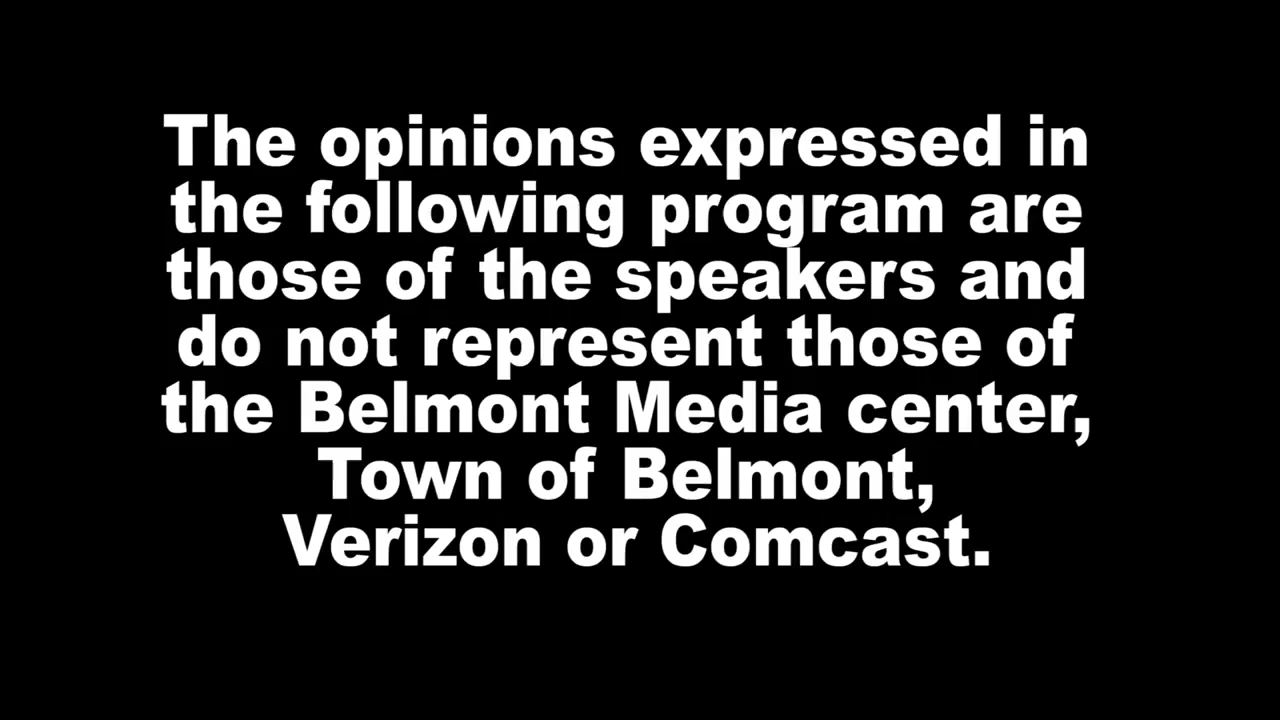 The opinions expressed in
the following program are
those of the speakers and
do not represent those of
the Belmont Media center,
Town of Belmont,
Verizon or Comcast.